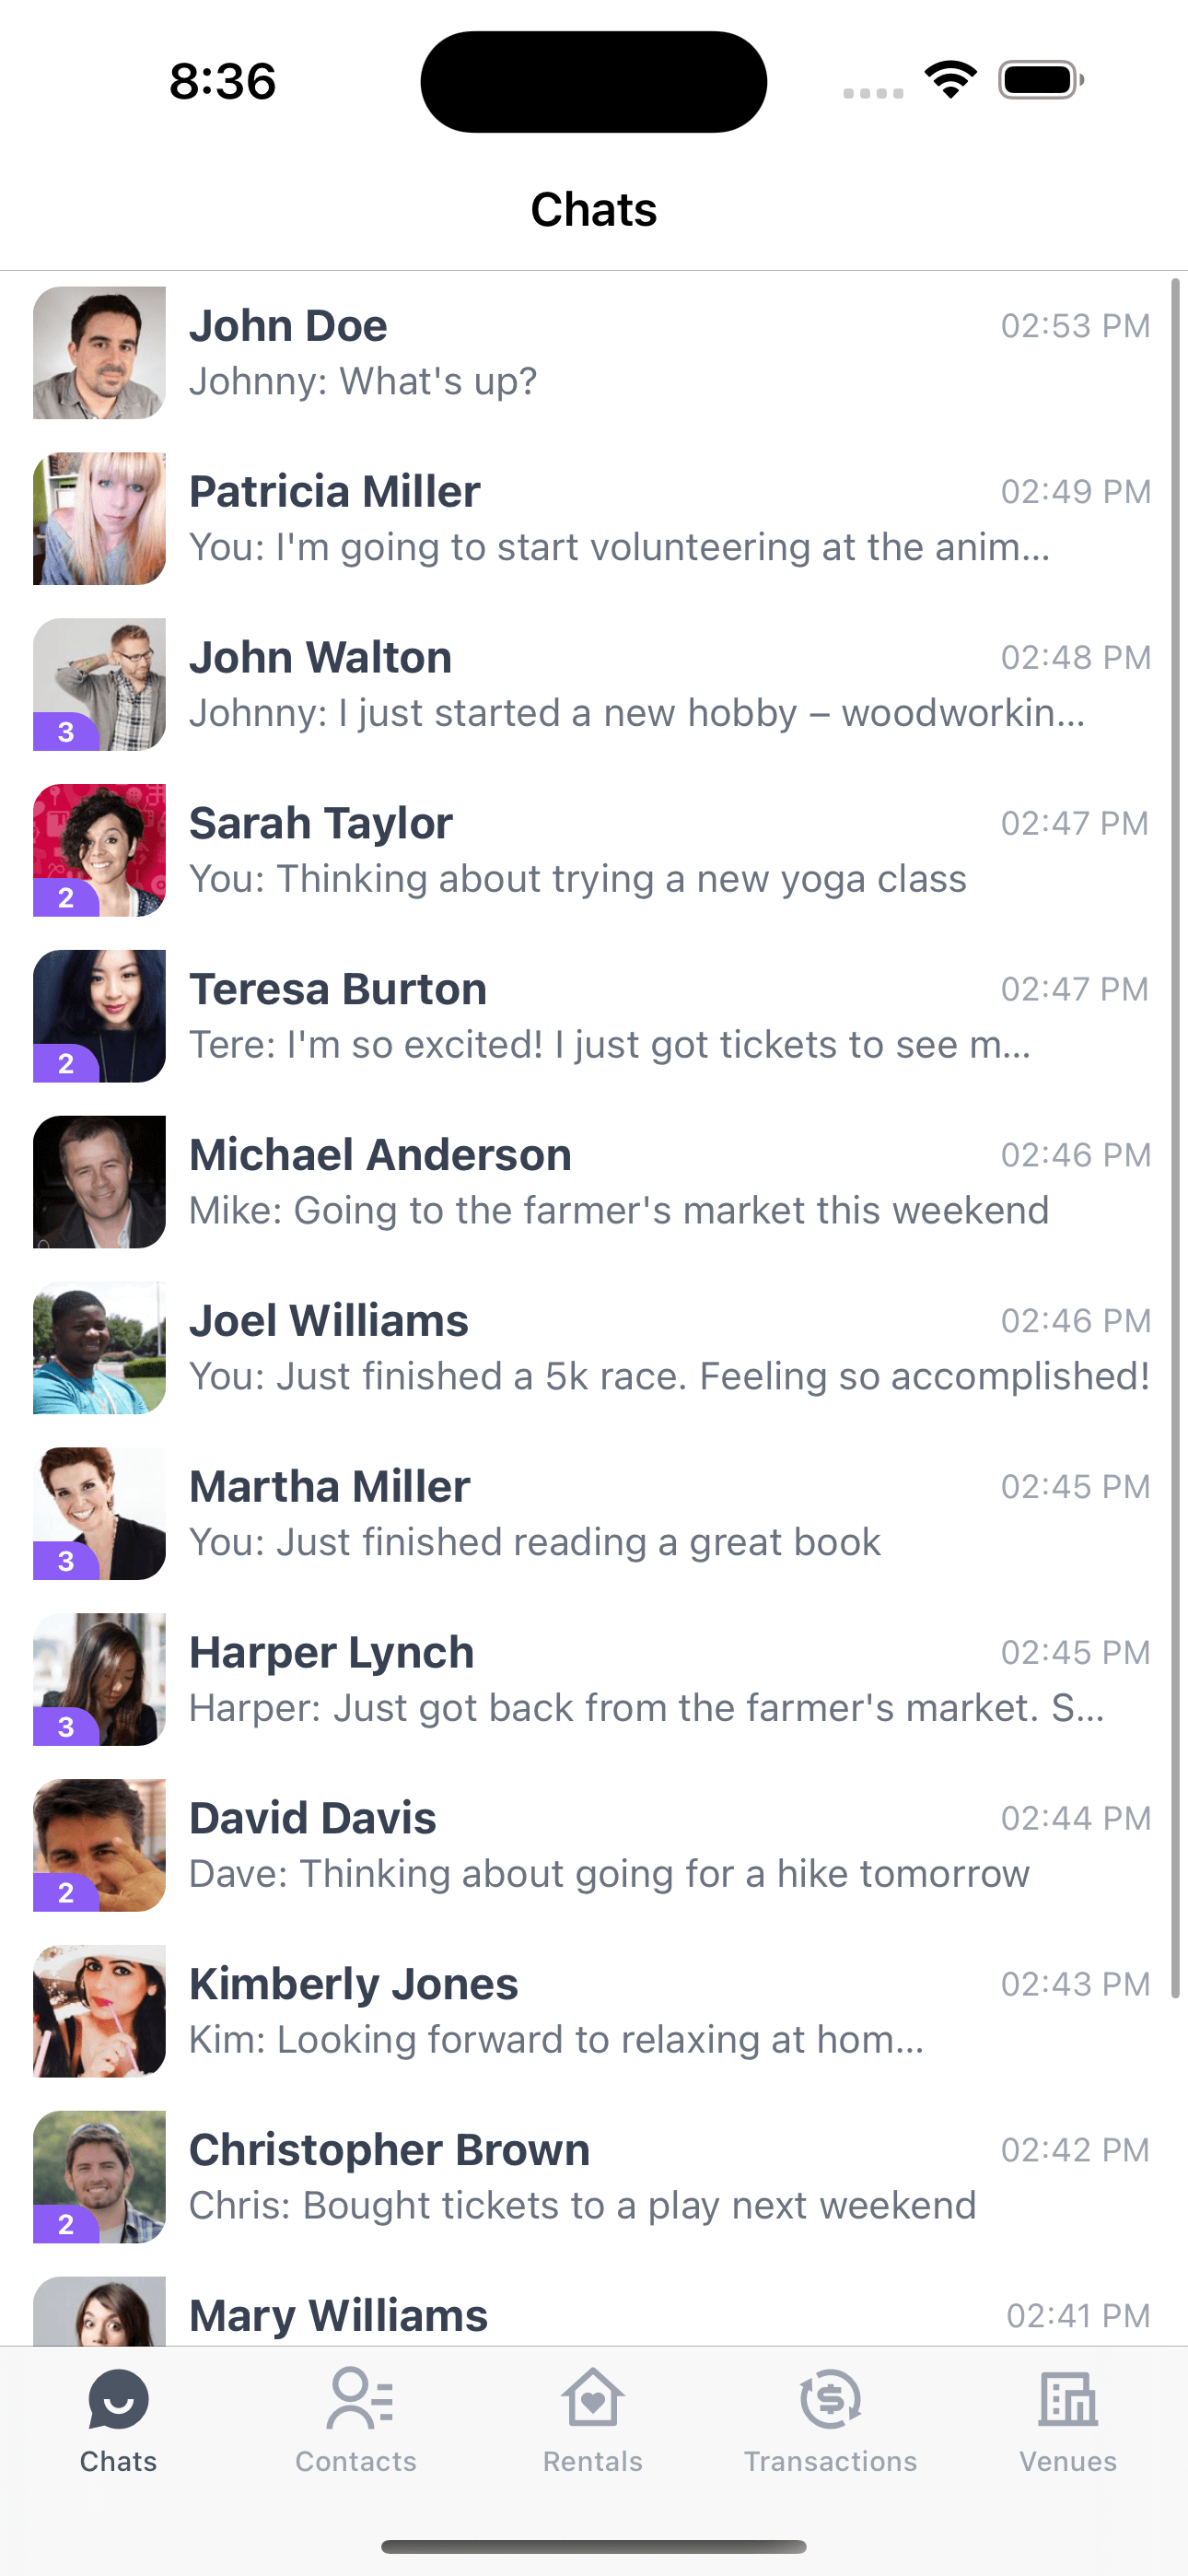 8:36
Chats
John Doe
02:53 PM
Johnny: What's up?
Patricia Miller
02:49 PM
You: I'm going to start volunteering at the anim...
John Walton
02:48 PM
Johnny: I just started a new hobby – woodworkin...
3
Sarah Taylor
02:47 PM
You: Thinking about trying a new yoga class
2
Teresa Burton
02:47 PM
Tere: I'm so excited! I just got tickets to see m...
2
Michael Anderson
02:46 PM
Mike: Going to the farmer's market this weekend
Joel Williams
02:46 PM
You: Just finished a 5k race. Feeling so accomplished!
Martha Miller
02:45 PM
You: Just finished reading a great book
3
Harper Lynch
02:45 PM
Harper: Just got back from the farmer's market. S...
3
David Davis
02:44 PM
Dave: Thinking about going for a hike tomorrow
2
Kimberly Jones
02:43 PM
Kim: Looking forward to relaxing at hom...
Christopher Brown
02:42 PM
Chris: Bought tickets to a play next weekend
2
Mary Williams
02:41 PM
Chats
Contacts
Rentals
Transactions
Venues